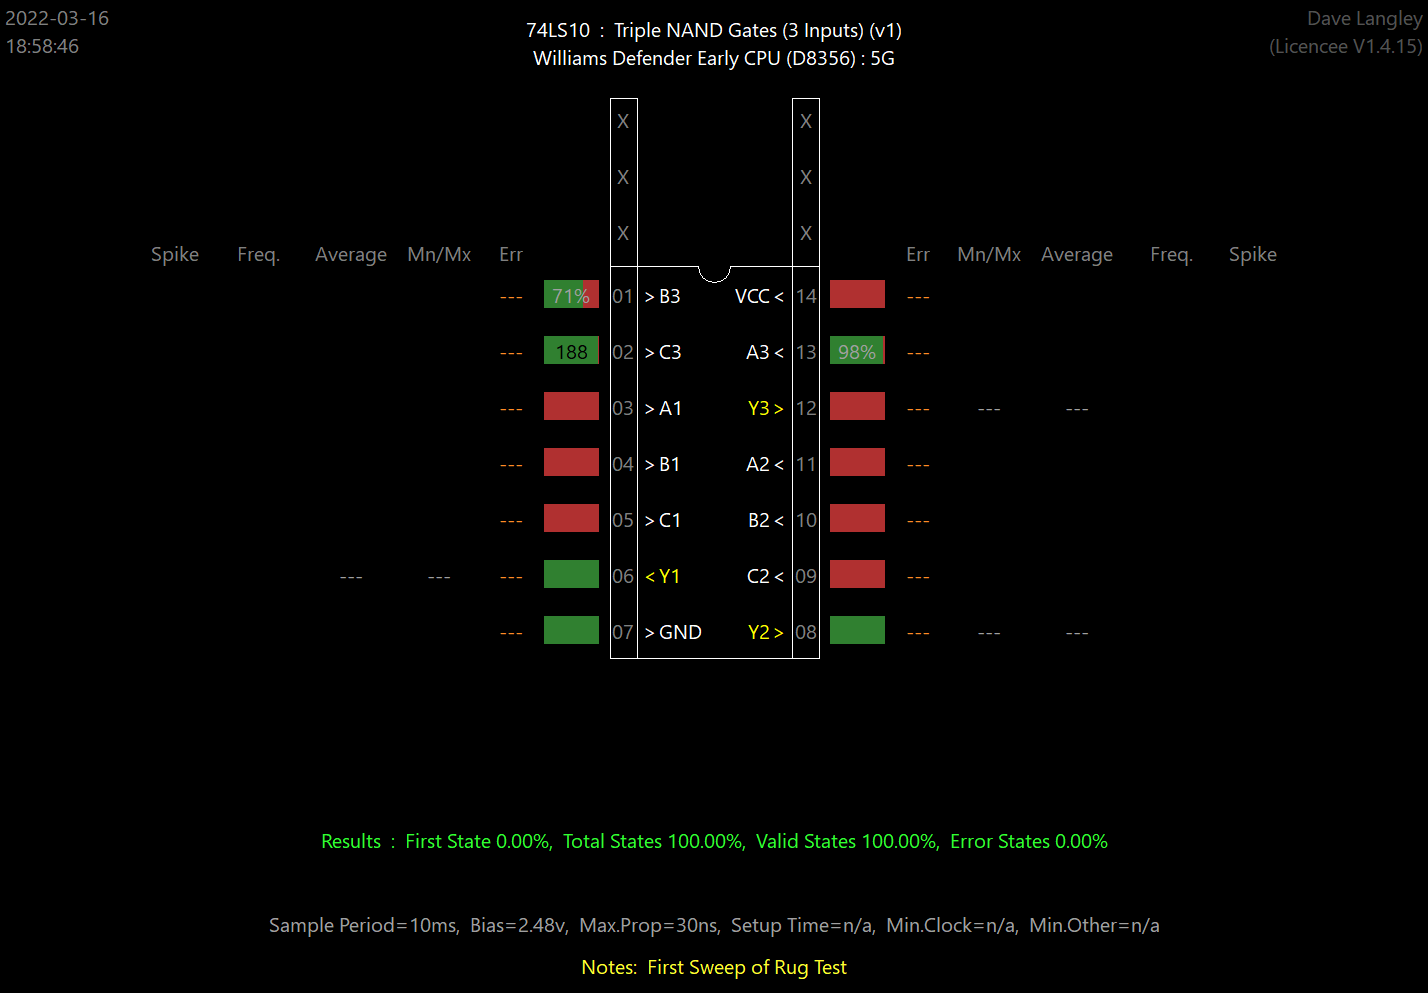 2022-03-16
18:58:46
74LS10 : Triple NAND Gates (3 Inputs) (v1)
Williams Defender Early CPU (D8356) : 5G
Dave Langley
(Licencee V1.4.15)
X X
X X
X X
Spike Freq. Average Mn/Mx Err Err Mn/Mx Average Freq. Spike
--- 71% 01 > B3 VCC < 14 ---
--- 188 02 > C3 A3 < 13 98% ---
--- 03 > A1 Y3 > 12 --- --- ---
--- 04 > B1 A2 < 11 ---
--- 05 > C1 B2 < 10 ---
--- --- --- 06 < Y1 C2 < 09 ---
--- 07 > GND Y2 > 08 --- --- ---
Results : First State 0.00%, Total States 100.00%, Valid States 100.00%, Error States 0.00%
Sample Period=10ms, Bias=2.48v, Max.Prop=30ns, Setup Time=n/a, Min.Clock=n/a, Min.Other=n/a
Notes: First Sweep of Rug Test